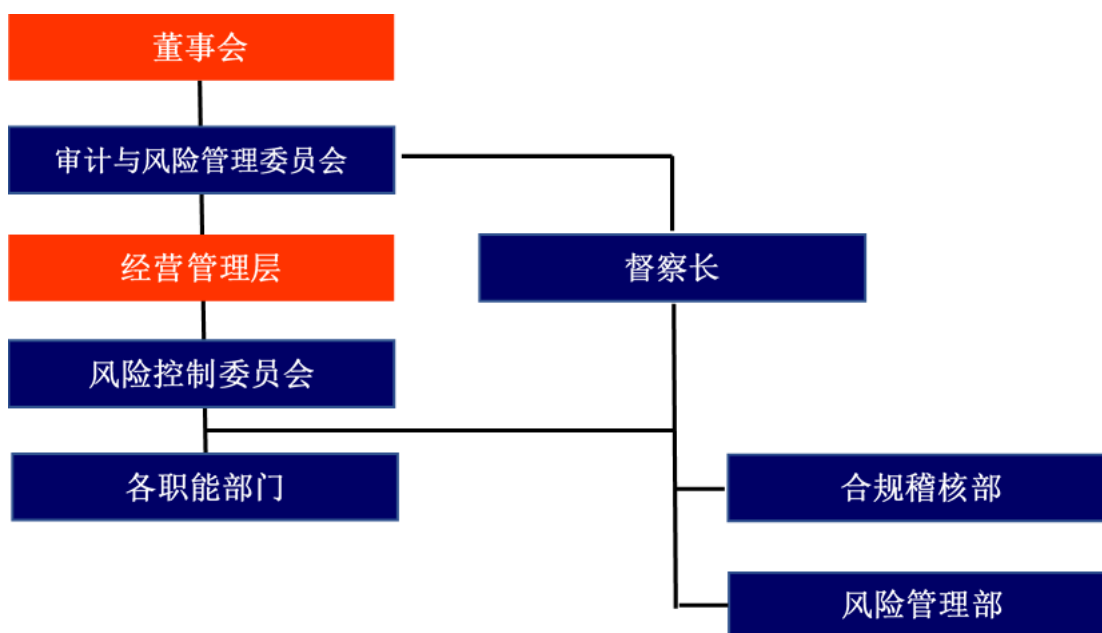 董事会
审计与风险管理委员会
经营管理层
督察长
风险控制委员会
各职能部门
合规稽核部
风险管理部